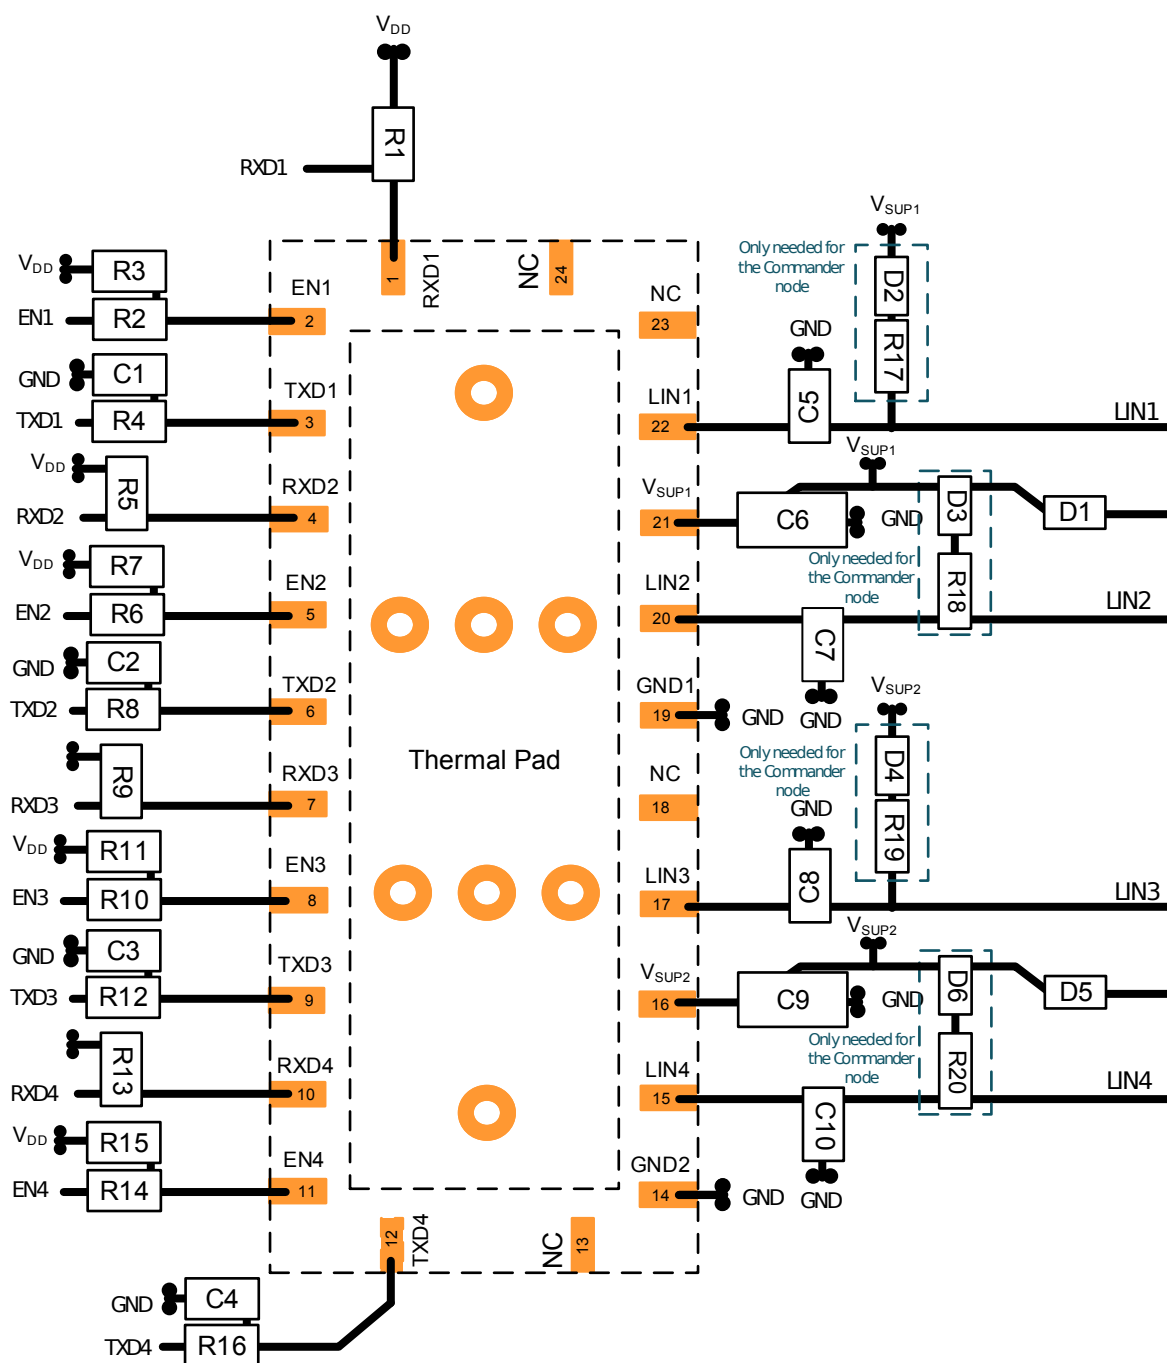 VDD
R1
RXD1
VSUP1
Only needed for
the Commander
node
D2
R17
1
RXD1
NC
24
VDD
R3
EN1
R2
EN1
2
NC
23
GND
C5
GND
C1
TXD1
R4
TXD1
3
LIN1
22
LIN1
VDD
R5
RXD2
RXD2
4
VSUP1
VSUP1
21
C6
GND
D3
D1
Only needed for
the Commander
node
R18
VDD
R7
EN2
R6
EN2
5
LIN2
20
LIN2
C7
GND
GND
C2
TXD2
R8
TXD2
6
GND1
19
GND
VSUP2
Only needed for
the Commander
node
D4
R19
Thermal Pad
R9
RXD3
RXD3
7
NC
18
GND
C8
VDD
R11
EN3
R10
EN3
8
LIN3
17
LIN3
GND
C3
TXD3
R12
TXD3
9
VSUP2
VSUP2
16
C9
GND
D6
D5
Only needed for
the Commander
node
R20
R13
RXD4
RXD4
10
LIN4
15
LIN4
C10
GND
VDD
R15
EN4
R14
EN4
11
GND2
14
GND
12
TXD4
NC
13
GND
C4
TXD4
R16